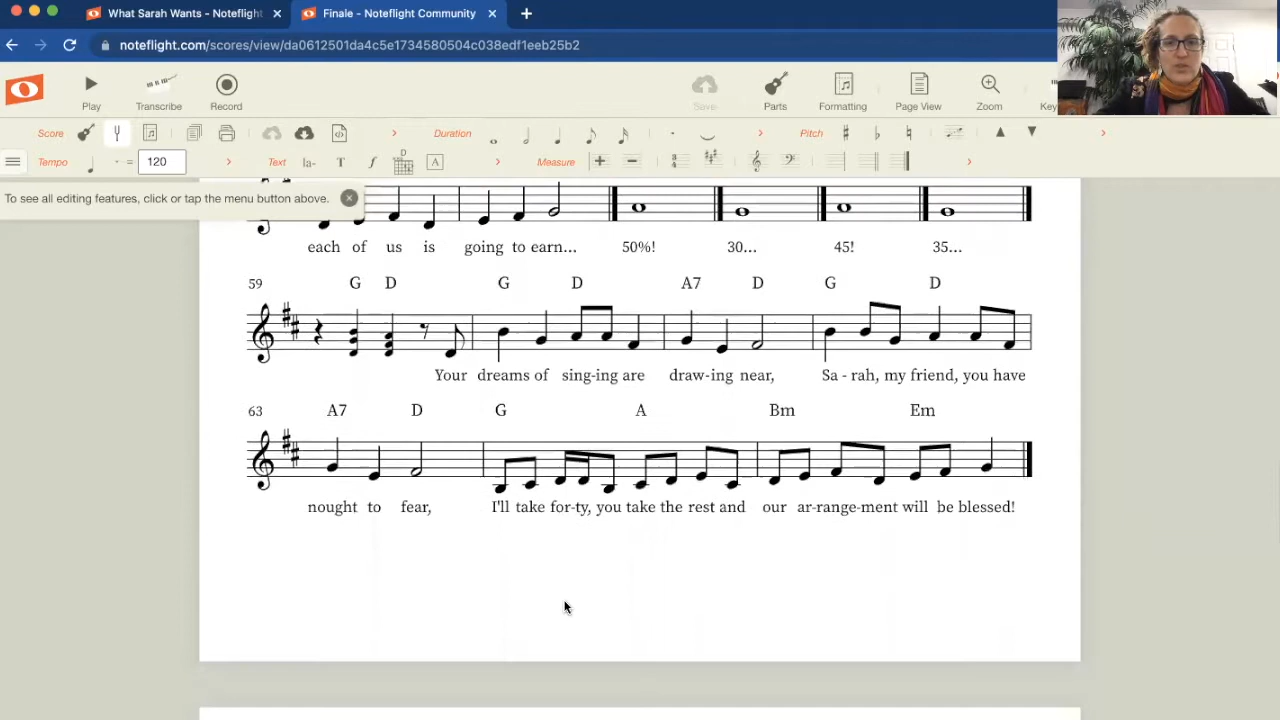 What Sarah Wants - Noteflight
Finale - Noteflight Community
noteflight.com/scores/view/da0612501da4c5e1734580504c038edf1eeb25b2
Play
Transcribe
Record
Save
Parts
Formatting
Page View
Zoom
Key
Score
Duration
Pitch
Tempo
= 120
Text
la-
T
f
D
A
Measure
To see all editing features, click or tap the menu button above.
each of us is going to earn... 50%! 30... 45! 35...
59 G D G D A7 D G D
Your dreams of sing-ing are draw-ing near, Sa - rah, my friend, you have
63 A7 D G A Bm Em
nought to fear, I'll take for-ty, you take the rest and our ar-range-ment will be blessed!